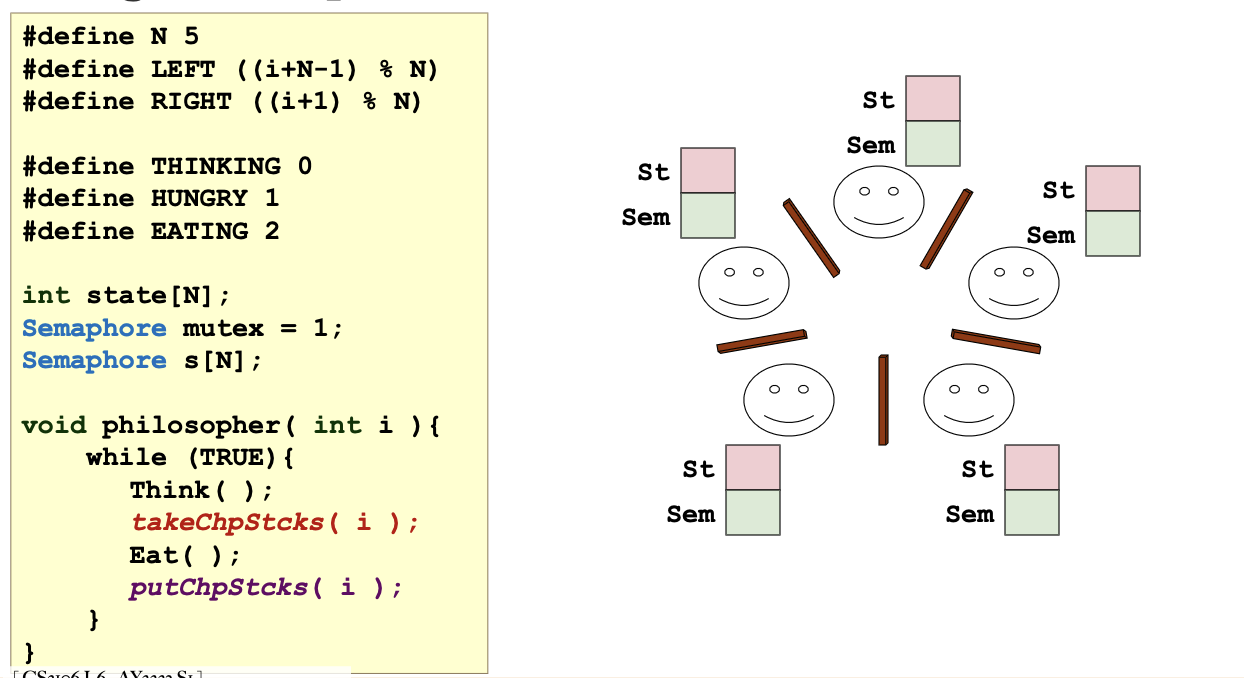 #define N 5
#define LEFT ((i+N-1) % N)
#define RIGHT ((i+1) % N)
#define THINKING 0
#define HUNGRY 1
#define EATING 2
int state[N];
Semaphore mutex = 1;
Semaphore s[N];
void philosopher( int i ){
while (TRUE){
Think( );
takeChpStcks( i );
Eat( );
putChpStcks( i );
}
}
St
Sem
St
Sem
St
Sem
St
Sem
St
Sem